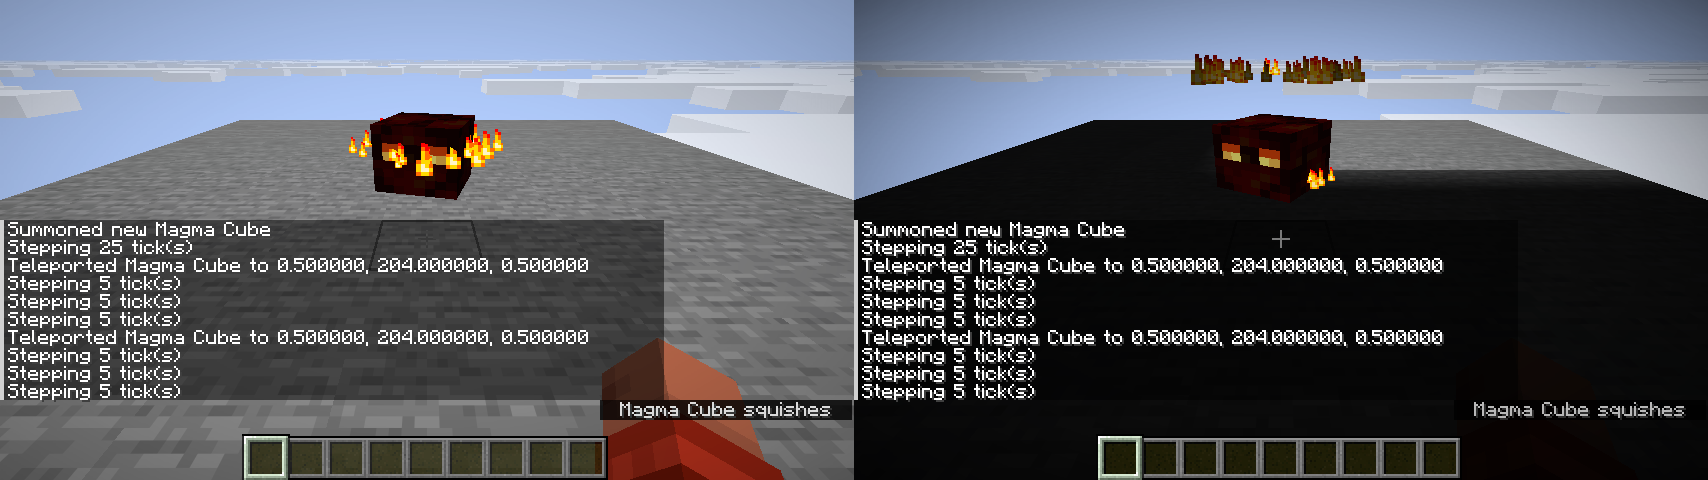 Summoned new Magma Cube
Stepping 25 tick(s)
Teleported Magma Cube to 0.500000, 204.000000, 0.500000
Stepping 5 tick(s)
Stepping 5 tick(s)
Stepping 5 tick(s)
Teleported Magma Cube to 0.500000, 204.000000, 0.500000
Stepping 5 tick(s)
Stepping 5 tick(s)
Stepping 5 tick(s)
Magma Cube squishes
Summoned new Magma Cube
Stepping 25 tick(s)
Teleported Magma Cube to 0.500000, 204.000000, 0.500000
Stepping 5 tick(s)
Stepping 5 tick(s)
Stepping 5 tick(s)
Teleported Magma Cube to 0.500000, 204.000000, 0.500000
Stepping 5 tick(s)
Stepping 5 tick(s)
Stepping 5 tick(s)
Magma Cube squishes